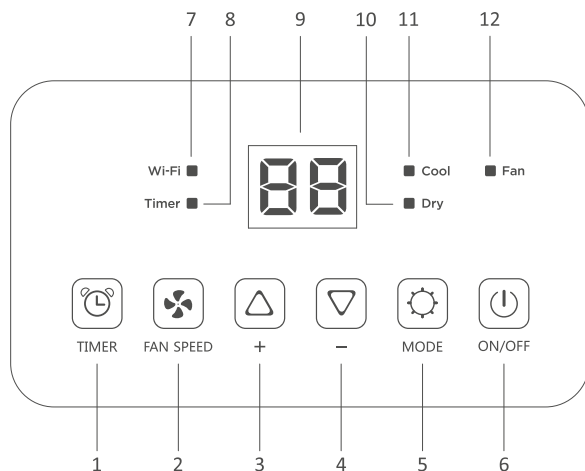 7 8 9 10 11 12
Wi-Fi 88 Cool Fan
Timer Dry
TIMER FAN SPEED + − MODE ON/OFF
1 2 3 4 5 6